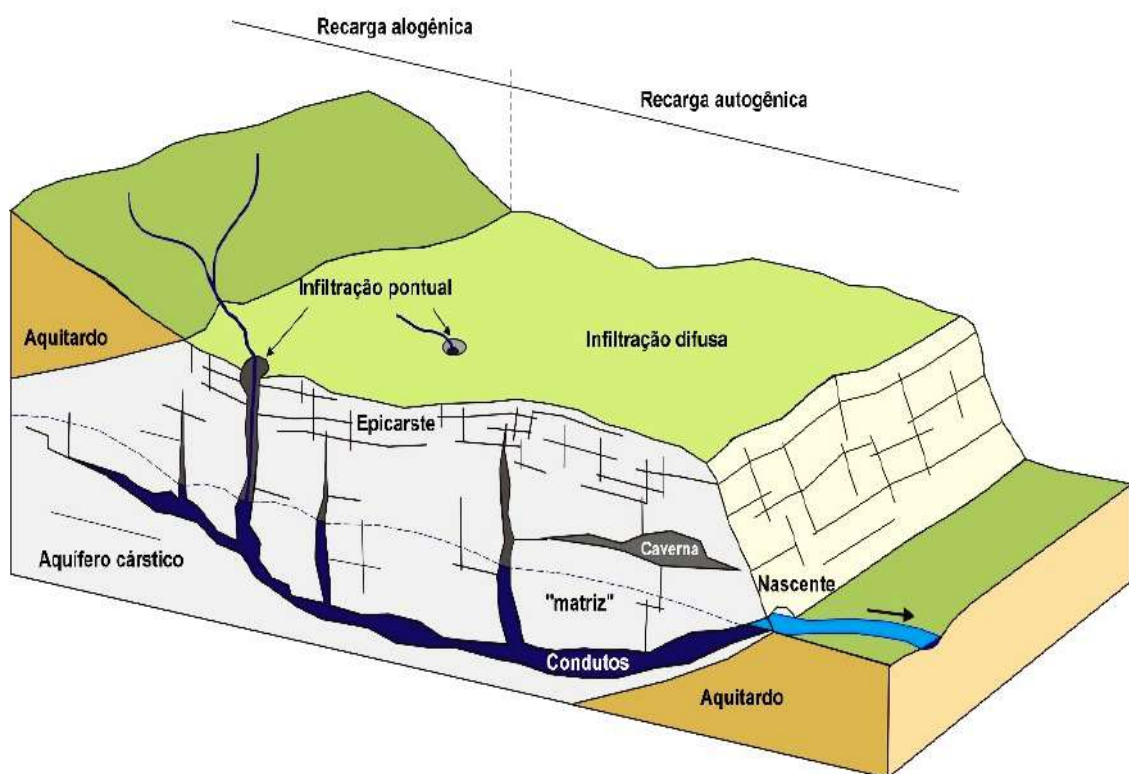 Recarga alogênica
Recarga autogênica
Infiltração pontual
Aquitardo
Infiltração difusa
Epicarste
Caverna
Aquífero cárstico
Nascente
"matriz"
Condutos
Aquitardo